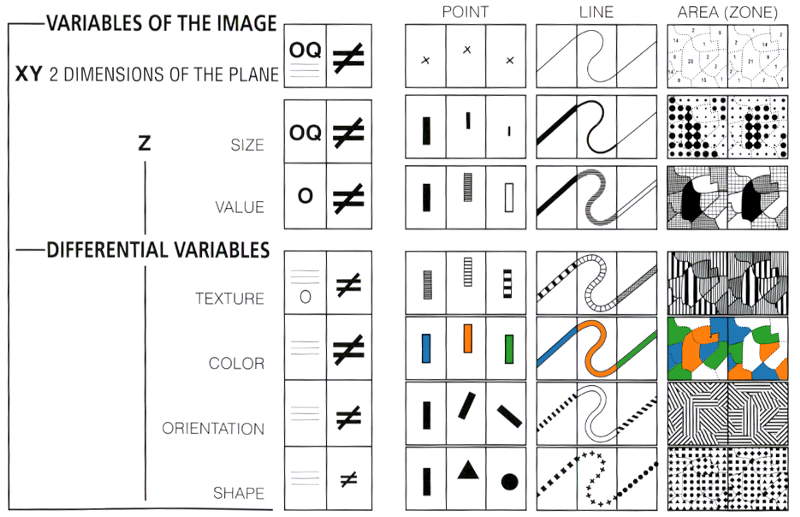 POINT LINE AREA (ZONE)
VARIABLES OF THE IMAGE
XY 2 DIMENSIONS OF THE PLANE OQ ≠
Z SIZE OQ ≠
VALUE O ≠
DIFFERENTIAL VARIABLES
TEXTURE O ≠
COLOR ≠
ORIENTATION ≠
SHAPE ≠